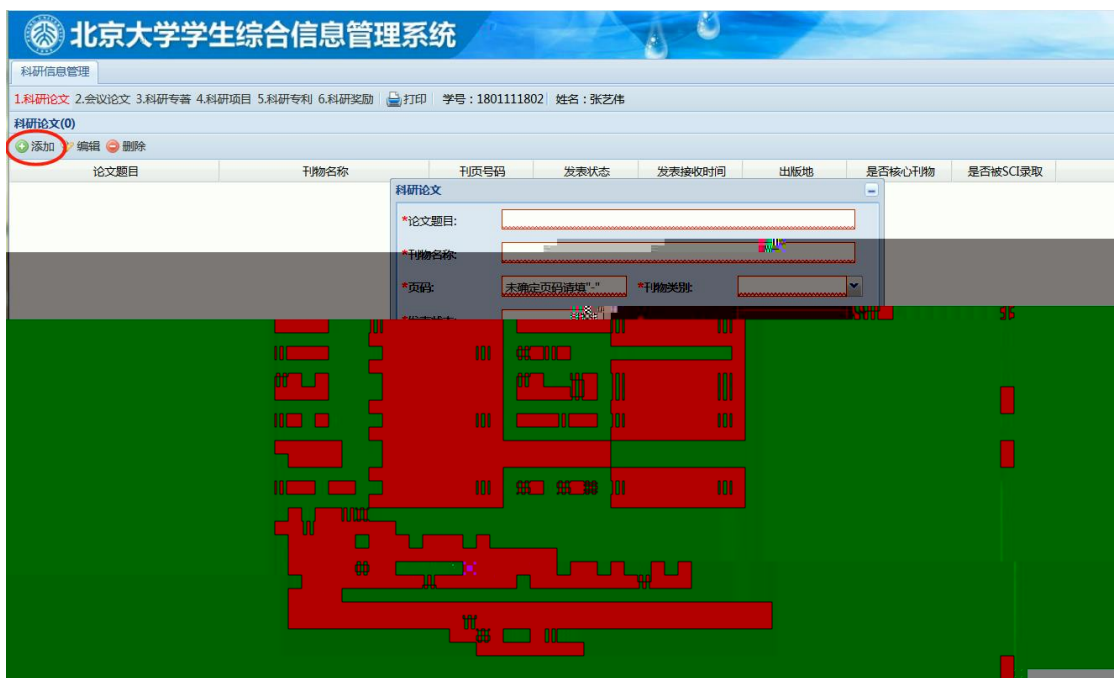 北京大学学生综合信息管理系统
科研信息管理
1.科研论文 2.会议论文 3.科研专著 4.科研项目 5.科研专利 6.科研奖励 打印 学号：1801111802 姓名：张艺伟
科研论文(0)
添加 编辑 删除
论文题目 刊物名称 刊页号码 发表状态 发表接收时间 出版地 是否核心刊物 是否被SCI录取
科研论文
*论文题目:
*刊物名称:
*页码: 未确定页码请填"-" *刊物类别: